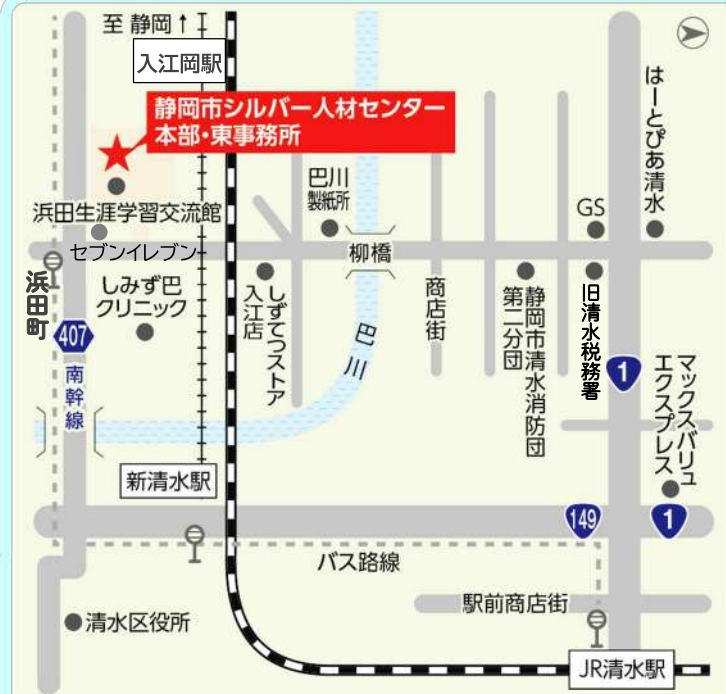 至 静岡↑
入江岡駅
静岡市シルバー人材センター
本部・東事務所
はーとぴあ清水
浜田生涯学習交流館
巴川
製紙所
GS
セブンイレブン
柳橋
浜田町
しみず巴
クリニック
しずてつストア
入江店
巴川
商店街
静岡市清水消防団
第二分団
旧清水税務署
407
南幹線
1
マックスバリュ
エクスプレス
新清水駅
149
1
バス路線
駅前商店街
清水区役所
JR清水駅